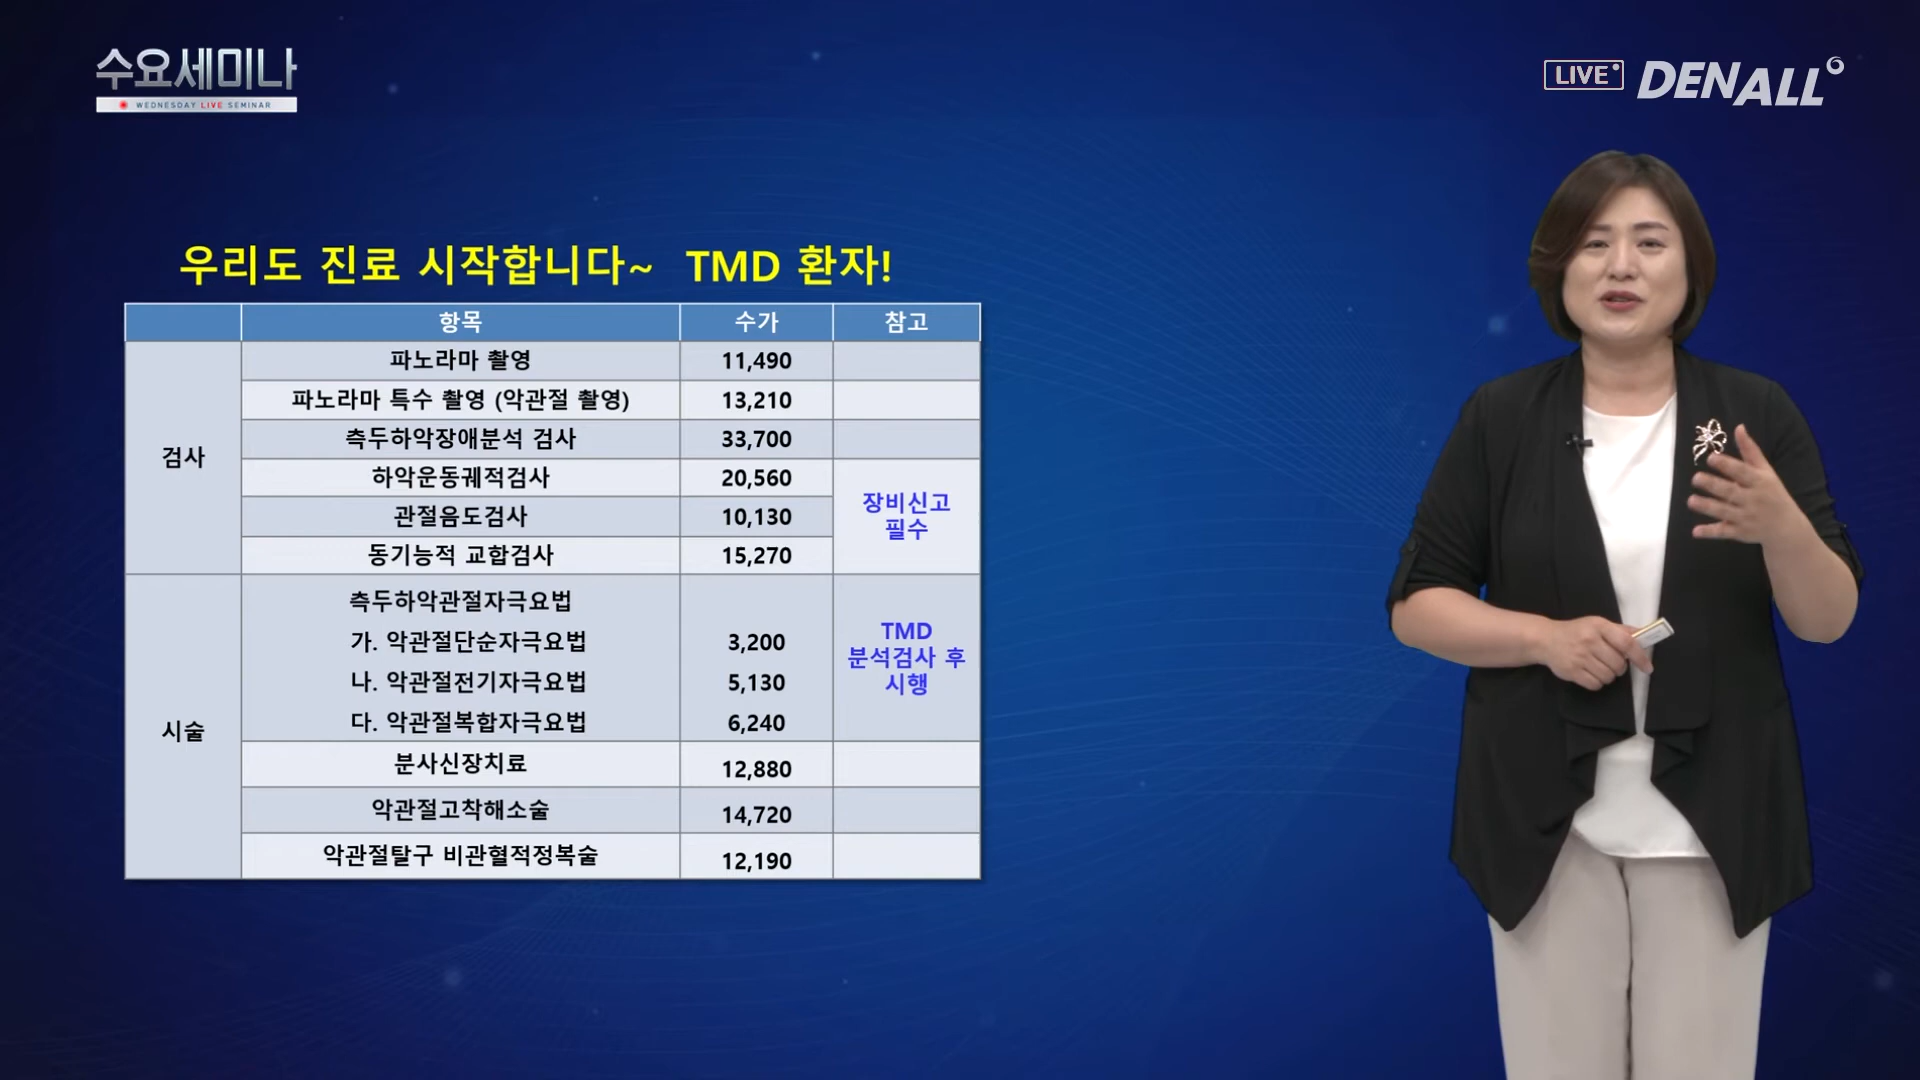 수요세미나
WEDNESDAY LIVE SEMINAR
LIVE
DENALL
우리도 진료 시작합니다~ TMD 환자!
항목 수가 참고
검사
파노라마 촬영 11,490
파노라마 특수 촬영 (악관절 촬영) 13,210
측두하악장애분석 검사 33,700
하악운동궤적검사 20,560
관절음도검사 10,130
동기능적 교합검사 15,270
장비신고
필수
시술
측두하악관절자극요법
가. 악관절단순자극요법 3,200
나. 악관절전기자극요법 5,130
다. 악관절복합자극요법 6,240
TMD
분석검사 후
시행
분사신장치료 12,880
악관절고착해소술 14,720
악관절탈구 비관혈적정복술 12,190